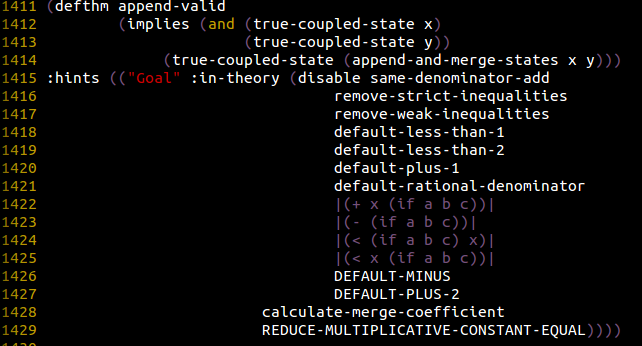 1411 (defthm append-valid
1412 (implies (and (true-coupled-state x)
1413 (true-coupled-state y))
1414 (true-coupled-state (append-and-merge-states x y)))
1415 :hints (("Goal" :in-theory (disable same-denominator-add
1416 remove-strict-inequalities
1417 remove-weak-inequalities
1418 default-less-than-1
1419 default-less-than-2
1420 default-plus-1
1421 default-rational-denominator
1422 |(+ x (if a b c))|
1423 |(- (if a b c))|
1424 |(< (if a b c) x)|
1425 |(< x (if a b c))|
1426 DEFAULT-MINUS
1427 DEFAULT-PLUS-2
1428 calculate-merge-coefficient
1429 REDUCE-MULTIPLICATIVE-CONSTANT-EQUAL))))